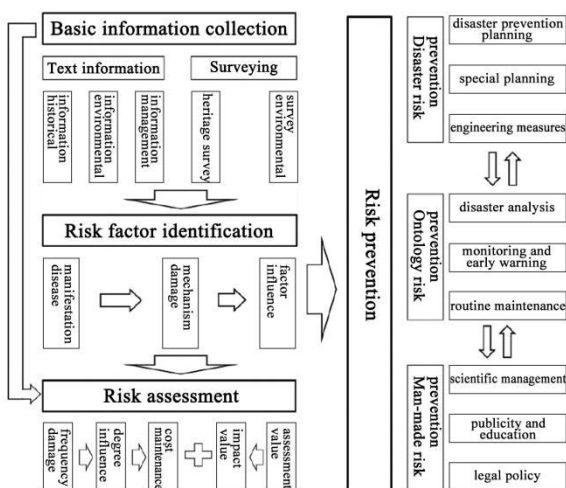 Basic information collection
Text information
Surveying
historical
information
environmental
information
management
information
heritage survey
environmental
survey
Risk factor identification
disease
manifestation
damage
mechanism
influence
factor
Risk assessment
damage
frequency
influence
degree
maintenance
cost
impact
value
value
assessment
Risk prevention
prevention
Disaster risk
disaster prevention
planning
special planning
engineering measures
prevention
Ontology risk
disaster analysis
monitoring and
early warning
routine maintenance
prevention
Man-made risk
scientific management
publicity and
education
legal policy